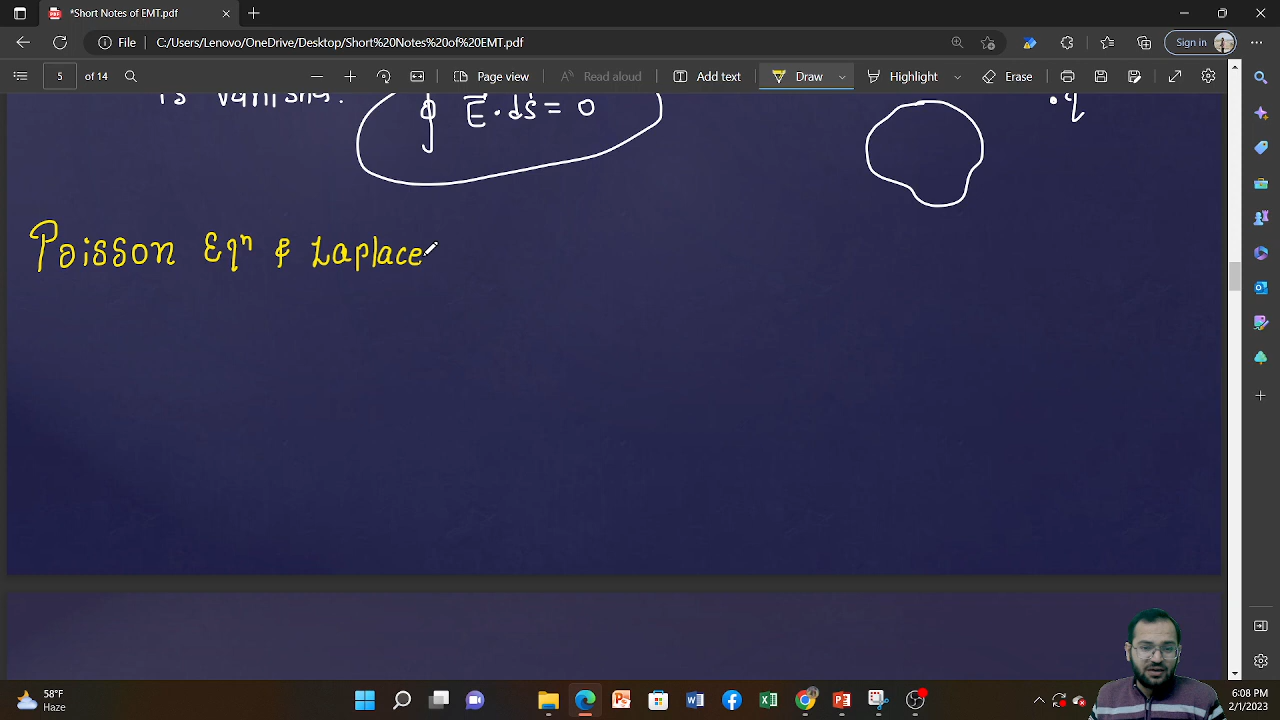 *Short Notes of EMT.pdf
File C:/Users/Lenovo/OneDrive/Desktop/Short%20Notes%20of%20EMT.pdf Sign in
5 of 14 Page view Read aloud Add text Draw Highlight Erase
is vanishs. ∮ E · ds = 0 .q
Poisson Eqⁿ & Laplace
58°F
Haze
6:08 PM
2/1/2023